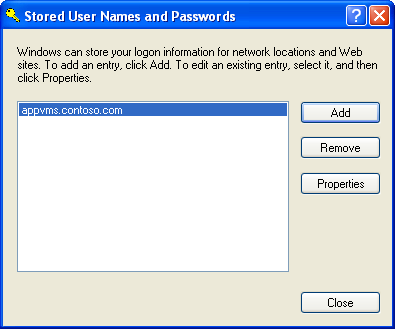 Stored User Names and Passwords
Windows can store your logon information for network locations and Web
sites. To add an entry, click Add. To edit an existing entry, select it, and then
click Properties.
appvms.contoso.com
Add
Remove
Properties
Close